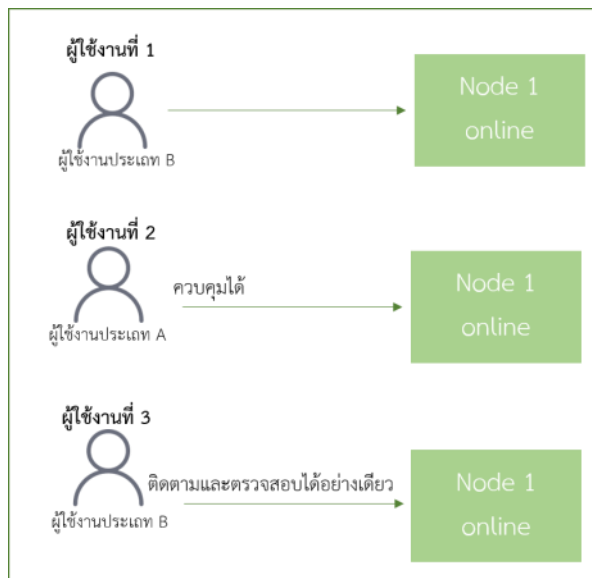 ผู้ใช้งานที่ 1
Node 1
online
ผู้ใช้งานประเภท B
ผู้ใช้งานที่ 2
ควบคุมได้
Node 1
online
ผู้ใช้งานประเภท A
ผู้ใช้งานที่ 3
ติดตามและตรวจสอบได้อย่างเดียว
Node 1
online
ผู้ใช้งานประเภท B